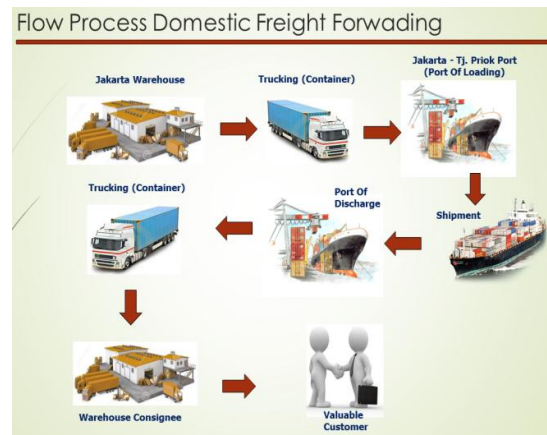 Flow Process Domestic Freight Forwading
Jakarta Warehouse
Trucking (Container)
Jakarta - Tj. Priok Port
(Port Of Loading)
Trucking (Container)
Port Of
Discharge
Shipment
Warehouse Consignee
Valuable
Customer